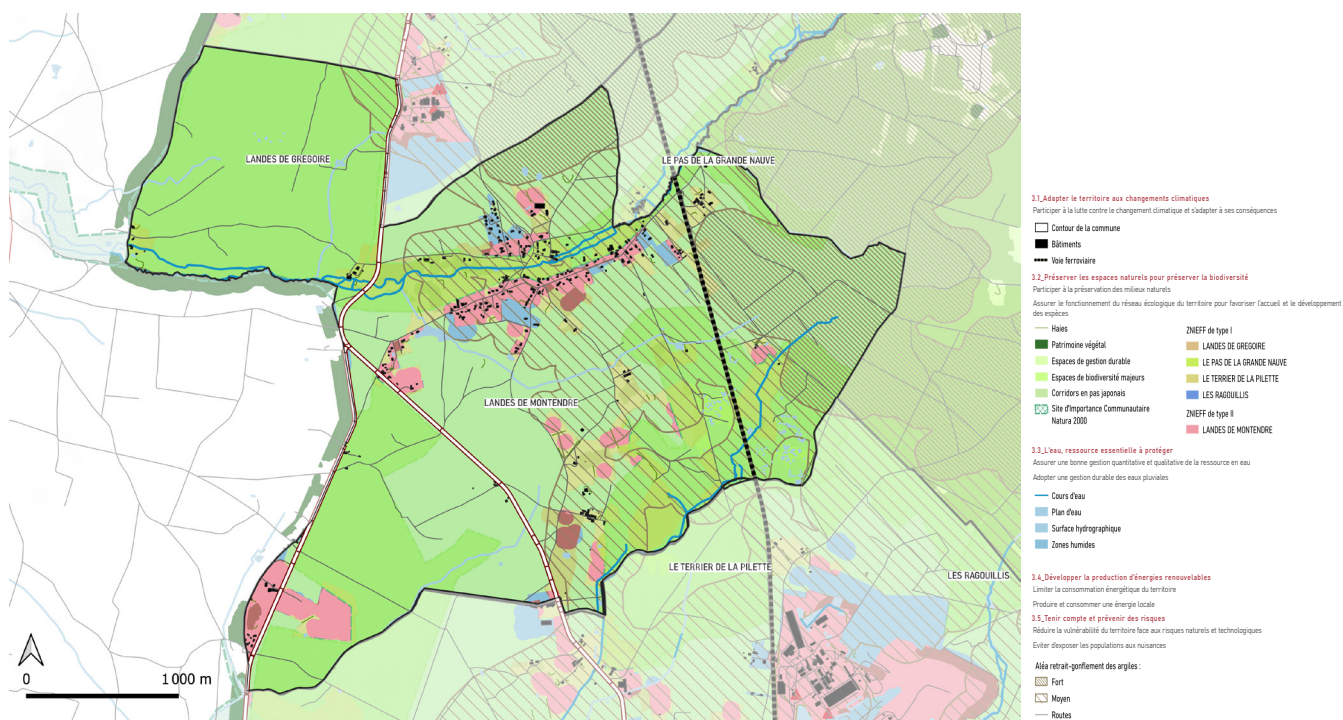 LANDES DE GREGOIRE
LE PAS DE LA GRANDE NAUVE
LANDES DE MONTENDRE
LE TERRIER DE LA PILETTE
LES RAGOUILLIS
0
1 000 m
3.1_Adapter le territoire aux changements climatiques
Participer à la lutte contre le changement climatique et s'adapter à ses conséquences
Contour de la commune
Bâtiments
Voie ferroviaire
3.2_Préserver les espaces naturels pour préserver la biodiversité
Participer à la préservation des milieux naturels
Assurer le fonctionnement du réseau écologique du territoire pour favoriser l'accueil et le développement
des espèces
Haies
Patrimoine végétal
Espaces de gestion durable
Espaces de biodiversité majeurs
Corridors en pas japonais
Site d'Importance Communautaire
Natura 2000
ZNIEFF de type I
LANDES DE GREGOIRE
LE PAS DE LA GRANDE NAUVE
LE TERRIER DE LA PILETTE
LES RAGOUILLIS
ZNIEFF de type II
LANDES DE MONTENDRE
3.3_L'eau, ressource essentielle à protéger
Assurer une bonne gestion quantitative et qualitative de la ressource en eau
Adopter une gestion durable des eaux pluviales
Cours d'eau
Plan d'eau
Surface hydrographique
Zones humides
3.4_Développer la production d'énergies renouvelables
Limiter la consommation énergétique du territoire
Produire et consommer une énergie locale
3.5_Tenir compte et prévenir des risques
Réduire la vulnérabilité du territoire face aux risques naturels et technologiques
Eviter d'exposer les populations aux nuisances
Aléa retrait-gonflement des argiles :
Fort
Moyen
Routes